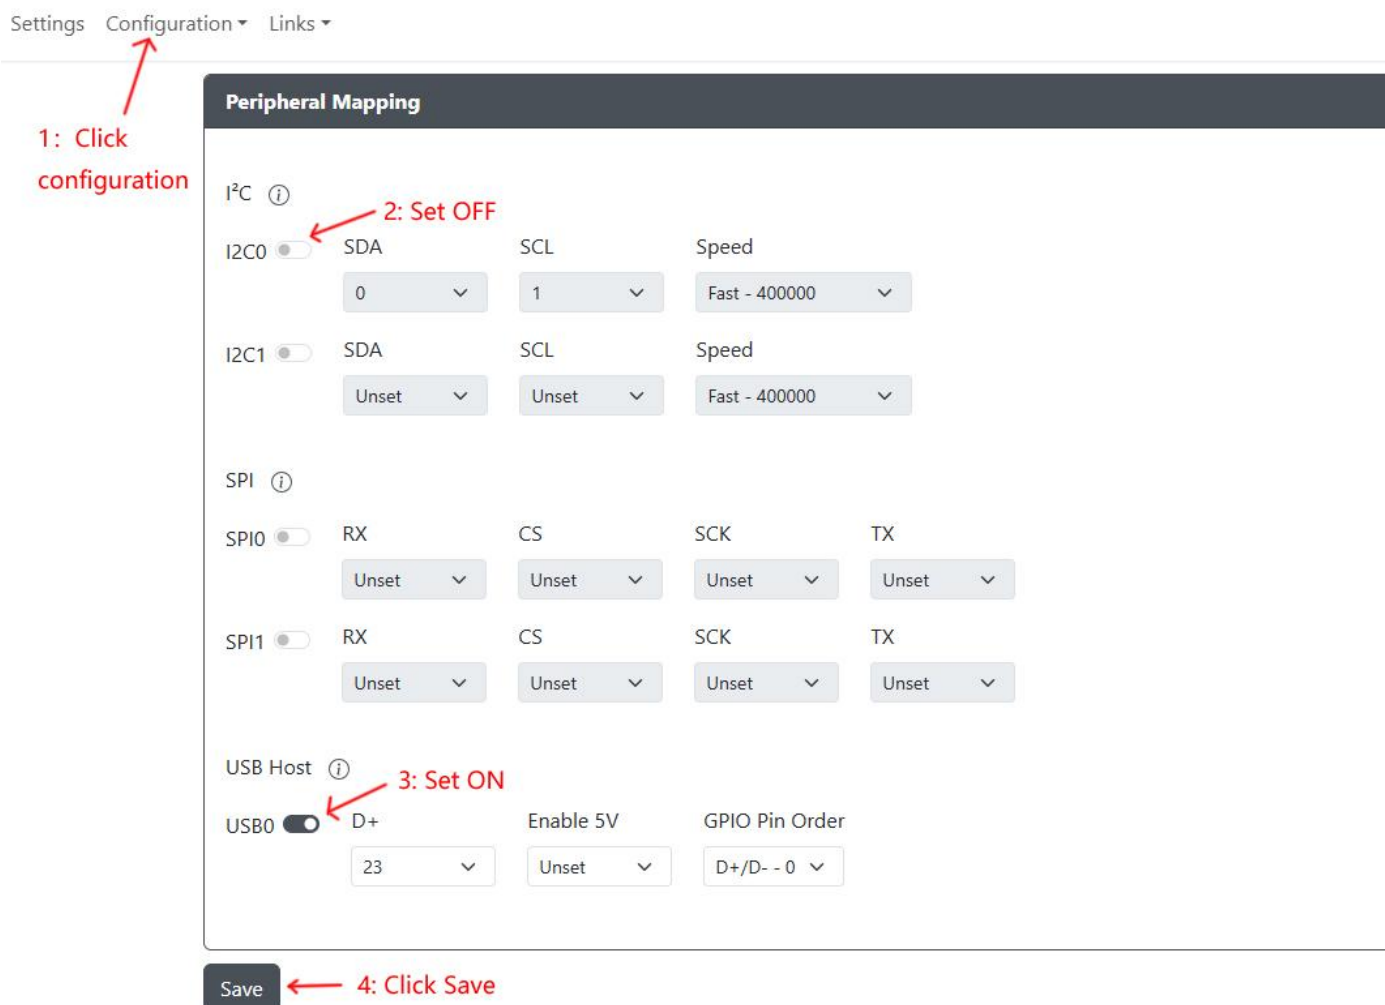 Settings Configuration Links
1: Click
configuration
Peripheral Mapping
I²C
2: Set OFF
I2C0 SDA SCL Speed
0 1 Fast - 400000
I2C1 SDA SCL Speed
Unset Unset Fast - 400000
SPI
SPI0 RX CS SCK TX
Unset Unset Unset Unset
SPI1 RX CS SCK TX
Unset Unset Unset Unset
USB Host
3: Set ON
USB0 D+ Enable 5V GPIO Pin Order
23 Unset D+/D- - 0
Save 4: Click Save